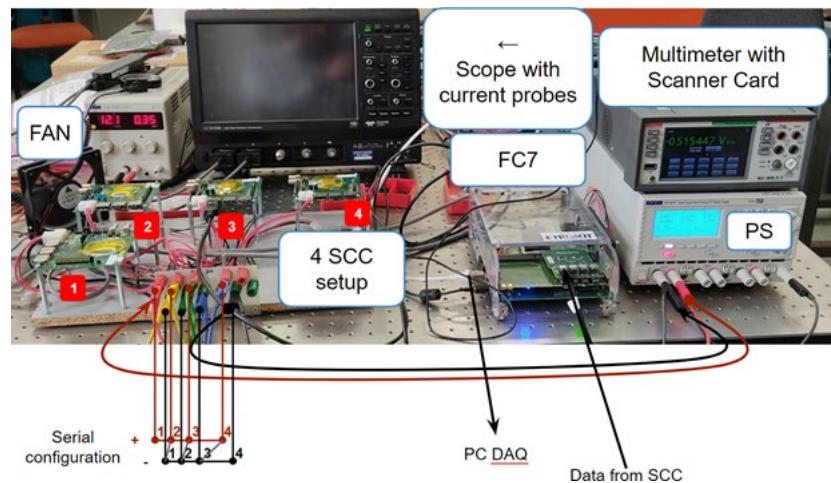 ←
Scope with
current probes
Multimeter with
Scanner Card
FAN
12.1 0.35
FC7
-0.515447 V
2
3
4
PS
4 SCC
setup
1
1 2 3 4
Serial
configuration
+
-
1 2 3 4
PC DAQ
Data from SCC